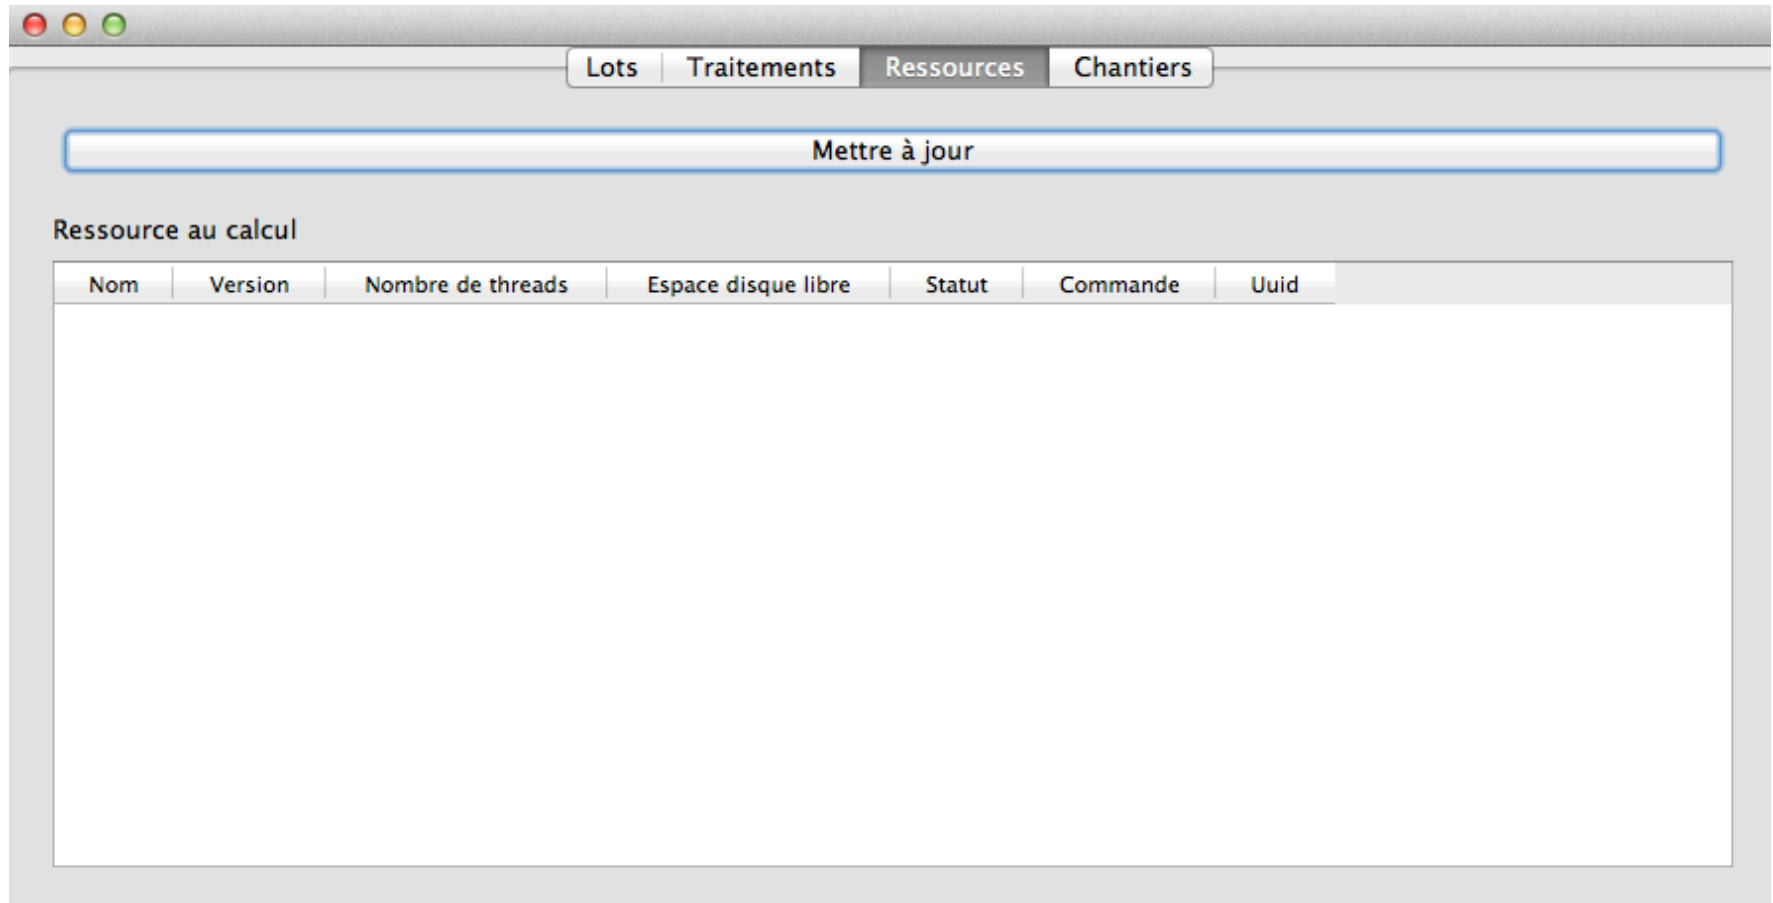 Lots Traitements Ressources Chantiers
Mettre à jour
Ressource au calcul
Nom Version Nombre de threads Espace disque libre Statut Commande Uuid